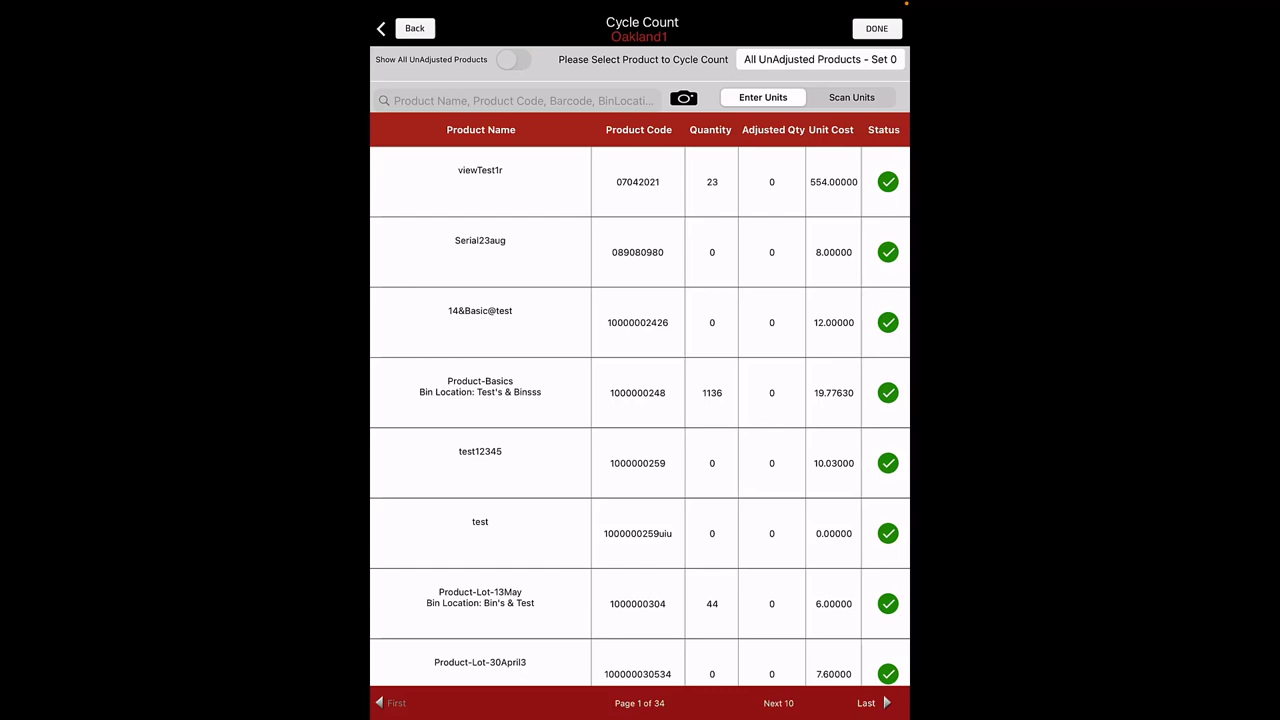 Cycle Count
Back
DONE
Oakland1
Show All UnAdjusted Products
Please Select Product to Cycle Count
All UnAdjusted Products - Set 0
Product Name, Product Code, Barcode, BinLocati...
Enter Units
Scan Units
Product Name Product Code Quantity Adjusted Qty Unit Cost Status
viewTest1r
07042021 23 0 554.00000
Serial23aug
089080980 0 0 8.00000
14&Basic@test
10000002426 0 0 12.00000
Product-Basics
Bin Location: Test's & Binsss
1000000248 1136 0 19.77630
test12345
1000000259 0 0 10.03000
test
1000000259uiu 0 0 0.00000
Product-Lot-13May
Bin Location: Bin's & Test
1000000304 44 0 6.00000
Product-Lot-30April3
100000030534 0 0 7.60000
First Page 1 of 34 Next 10 Last